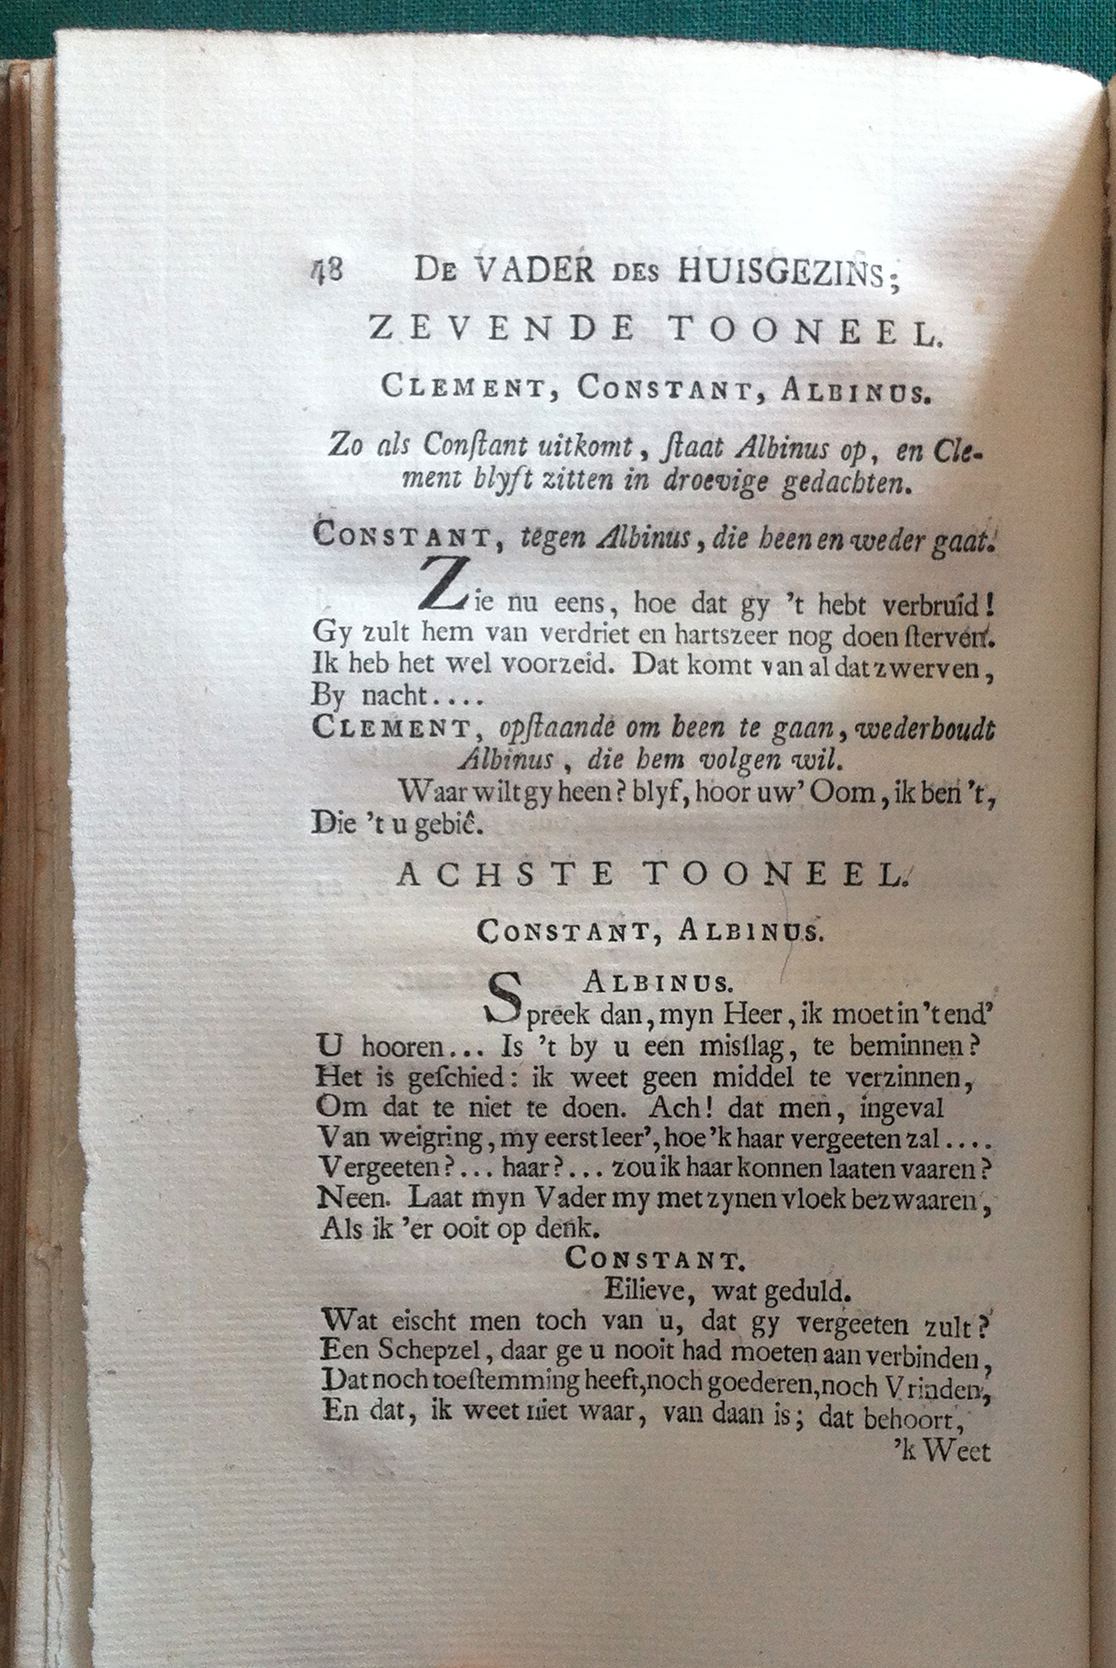 48 De VADER DES HUISGEZINS;
ZEVENDE TOONEEL.
CLEMENT, CONSTANT, ALBINUS.
Zo als Conſtant uitkomt, ſtaat Albinus op, en Cle-
ment blyft zitten in droevige gedachten.
CONSTANT, tegen Albinus, die heen en weder gaat.
Zie nu eens, hoe dat gy 't hebt verbruîd!
Gy zult hem van verdriet en hartszeer nog doen ſterven.
Ik heb het wel voorzeid. Dat komt van al dat zwerven,
By nacht....
CLEMENT, opſtaande om heen te gaan, wederhoudt
Albinus, die hem volgen wil.
Waar wilt gy heen? blyf, hoor uw' Oom, ik ben 't,
Die 't u gebiê.
ACHSTE TOONEEL.
CONSTANT, ALBINUS.
ALBINUS.
Spreek dan, myn Heer, ik moet in 't end'
U hooren... Is 't by u een misſlag, te beminnen?
Het is geſchied: ik weet geen middel te verzinnen,
Om dat te niet te doen. Ach! dat men, ingeval
Van weigring, my eerst leer', hoe 'k haar vergeeten zal....
Vergeeten?... haar?... zou ik haar konnen laaten vaaren?
Neen. Laat myn Vader my met zynen vloek bezwaaren,
Als ik 'er ooit op denk.
CONSTANT.
Eilieve, wat geduld.
Wat eischt men toch van u, dat gy vergeeten zult?
Een Schepzel, daar ge u nooit had moeten aan verbinden,
Dat noch toeſtemming heeft, noch goederen, noch Vrinden,
En dat, ik weet niet waar, van daan is; dat behoort,
'k Weet